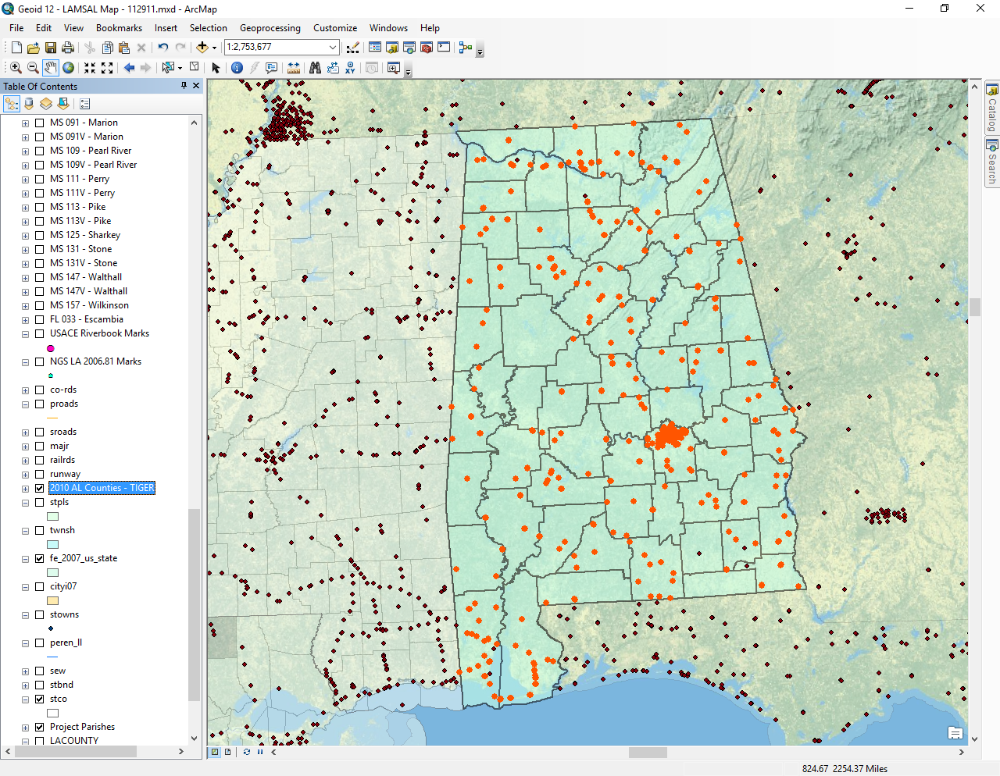 Geoid 12 - LAMSAL Map - 112911.mxd - ArcMap
File Edit View Bookmarks Insert Selection Geoprocessing Customize Windows Help
1:2,753,677
Table Of Contents
MS 091 - Marion
MS 091V - Marion
MS 109 - Pearl River
MS 109V - Pearl River
MS 111 - Perry
MS 111V - Perry
MS 113 - Pike
MS 113V - Pike
MS 125 - Sharkey
MS 131 - Stone
MS 131V - Stone
MS 147 - Walthall
MS 147V - Walthall
MS 157 - Wilkinson
FL 033 - Escambia
USACE Riverbook Marks
NGS LA 2006.81 Marks
co-rds
proads
sroads
majr
railrds
runway
2010 AL Counties - TIGER
stpls
twnsh
fe_2007_us_state
cityi07
stowns
peren_ll
sew
stbnd
stco
Project Parishes
LACOUNTY
Catalog
Search
824.67 2254.37 Miles